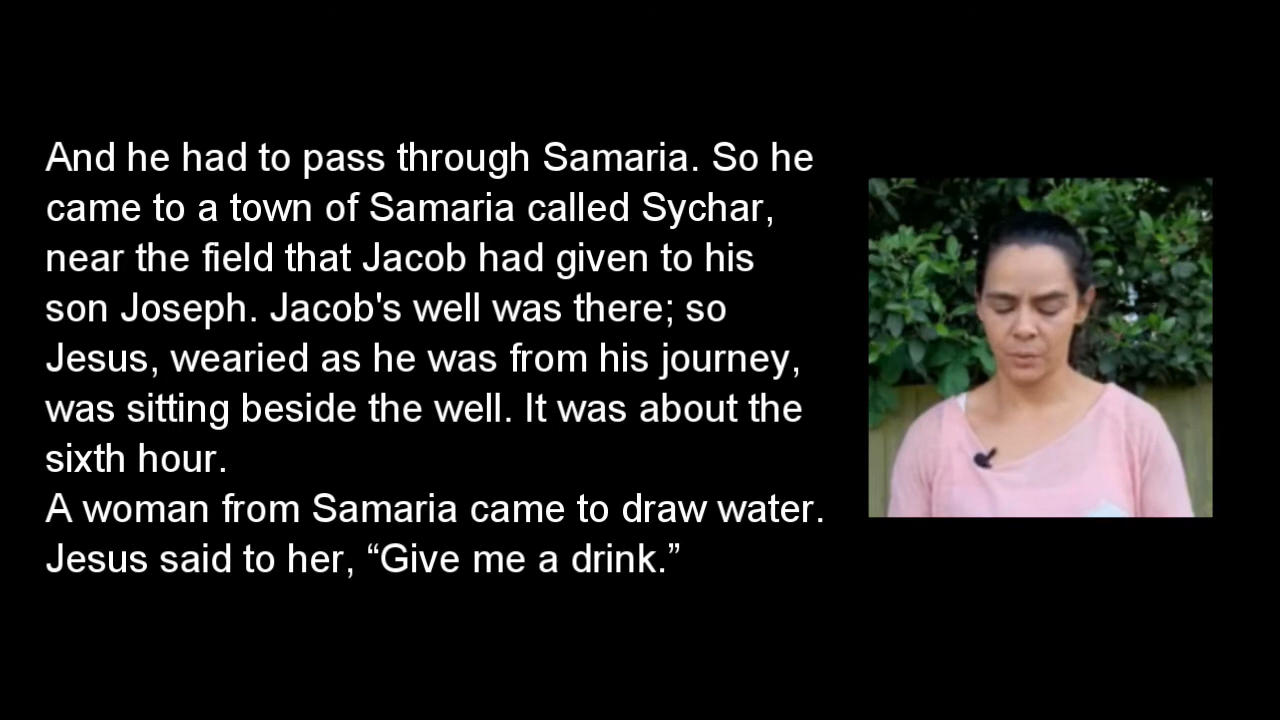 And he had to pass through Samaria. So he
came to a town of Samaria called Sychar,
near the field that Jacob had given to his
son Joseph. Jacob's well was there; so
Jesus, wearied as he was from his journey,
was sitting beside the well. It was about the
sixth hour.
A woman from Samaria came to draw water.
Jesus said to her, “Give me a drink.”